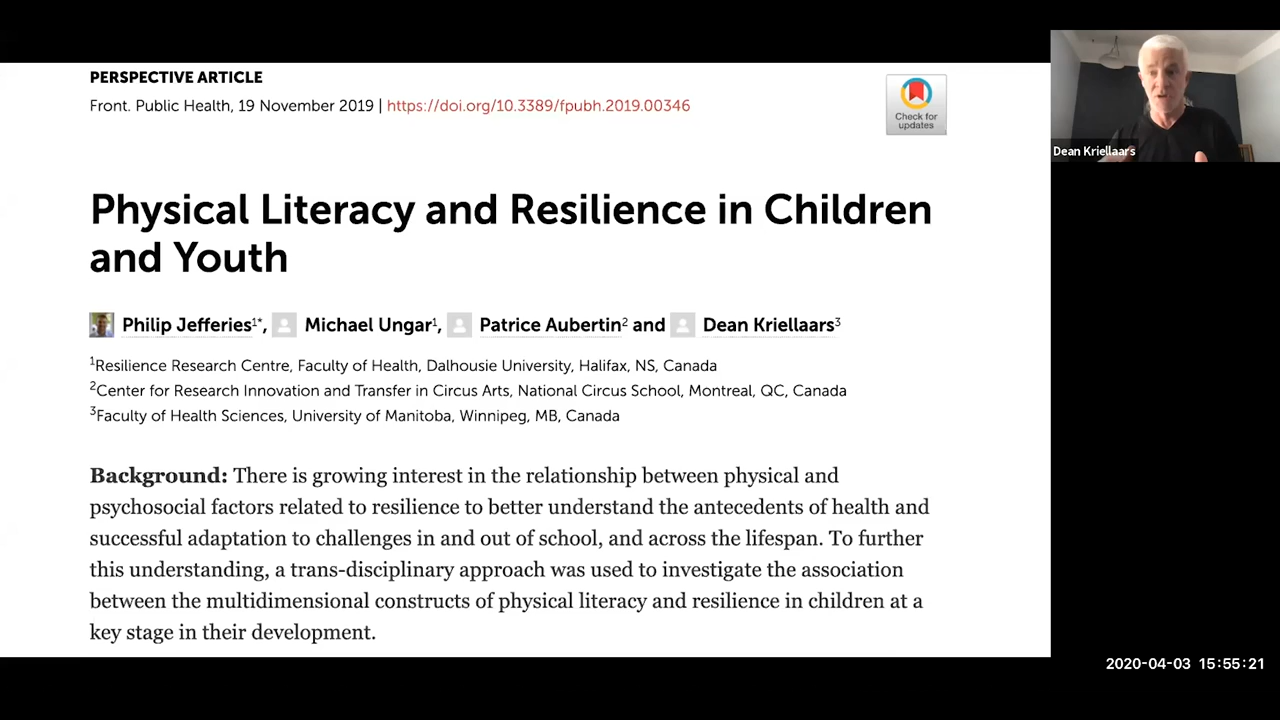 PERSPECTIVE ARTICLE
Front. Public Health, 19 November 2019 | https://doi.org/10.3389/fpubh.2019.00346
Check for
updates
Dean Kriellaars
Physical Literacy and Resilience in Children
and Youth
Philip Jefferies1*, Michael Ungar1, Patrice Aubertin2 and Dean Kriellaars3
1Resilience Research Centre, Faculty of Health, Dalhousie University, Halifax, NS, Canada
2Center for Research Innovation and Transfer in Circus Arts, National Circus School, Montreal, QC, Canada
3Faculty of Health Sciences, University of Manitoba, Winnipeg, MB, Canada
Background: There is growing interest in the relationship between physical and
psychosocial factors related to resilience to better understand the antecedents of health and
successful adaptation to challenges in and out of school, and across the lifespan. To further
this understanding, a trans-disciplinary approach was used to investigate the association
between the multidimensional constructs of physical literacy and resilience in children at a
key stage in their development.
2020-04-03 15:55:21